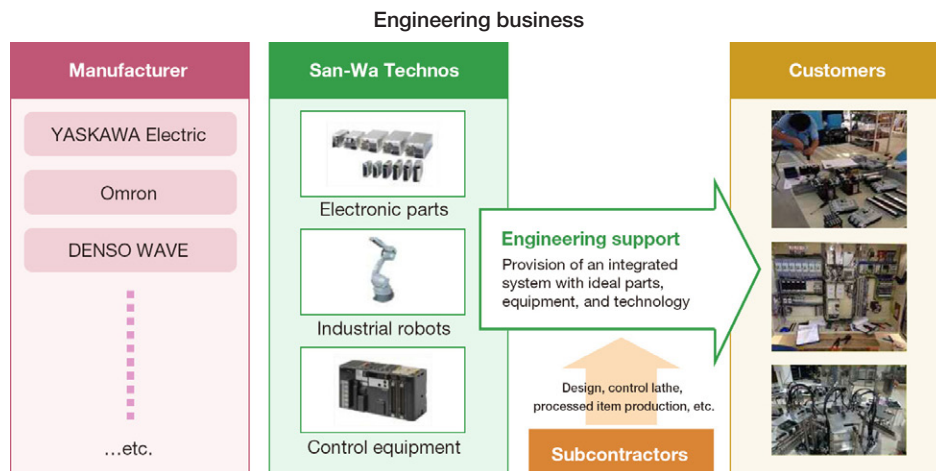 Engineering business
Manufacturer
YASKAWA Electric
Omron
DENSO WAVE
...etc.
San-Wa Technos
Electronic parts
Industrial robots
Control equipment
Engineering support
Provision of an integrated
system with ideal parts,
equipment, and technology
Design, control lathe,
processed item production, etc.
Subcontractors
Customers